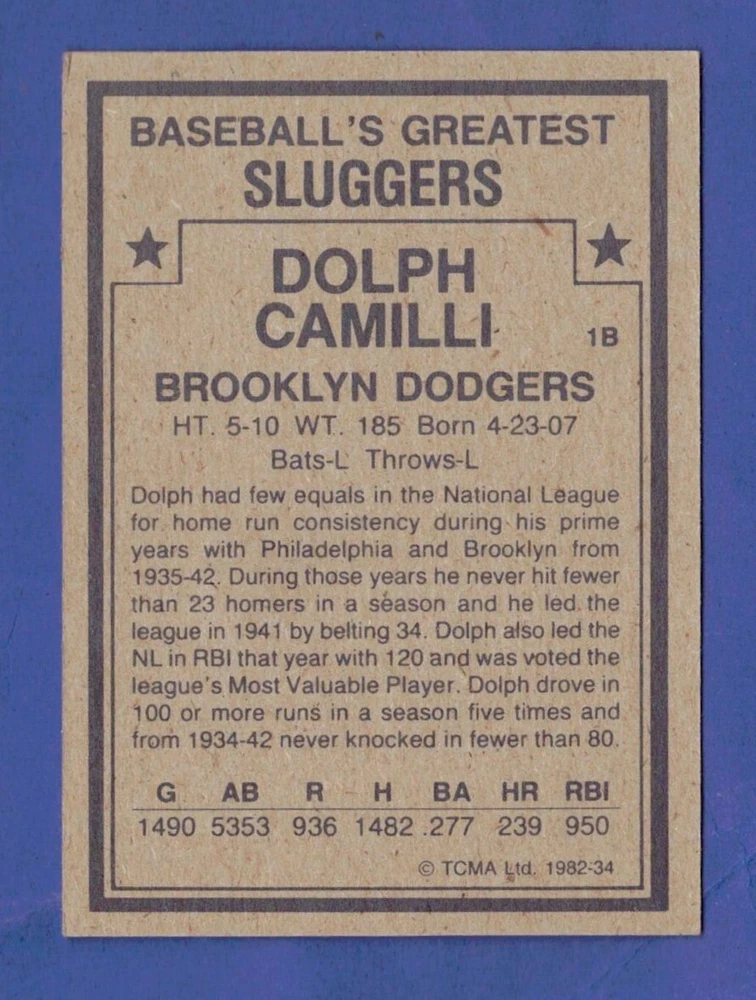 BASEBALL'S GREATEST
SLUGGERS
DOLPH
CAMILLI
1B
BROOKLYN DODGERS
HT. 5-10 WT. 185 Born 4-23-07
Bats-L Throws-L
Dolph had few equals in the National League
for home run consistency during his prime
years with Philadelphia and Brooklyn from
1935-42. During those years he never hit fewer
than 23 homers in a season and he led the
league in 1941 by belting 34. Dolph also led the
NL in RBI that year with 120 and was voted the
league's Most Valuable Player. Dolph drove in
100 or more runs in a season five times and
from 1934-42 never knocked in fewer than 80.
G AB R H BA HR RBI
1490 5353 936 1482 .277 239 950
© TCMA Ltd. 1982-34